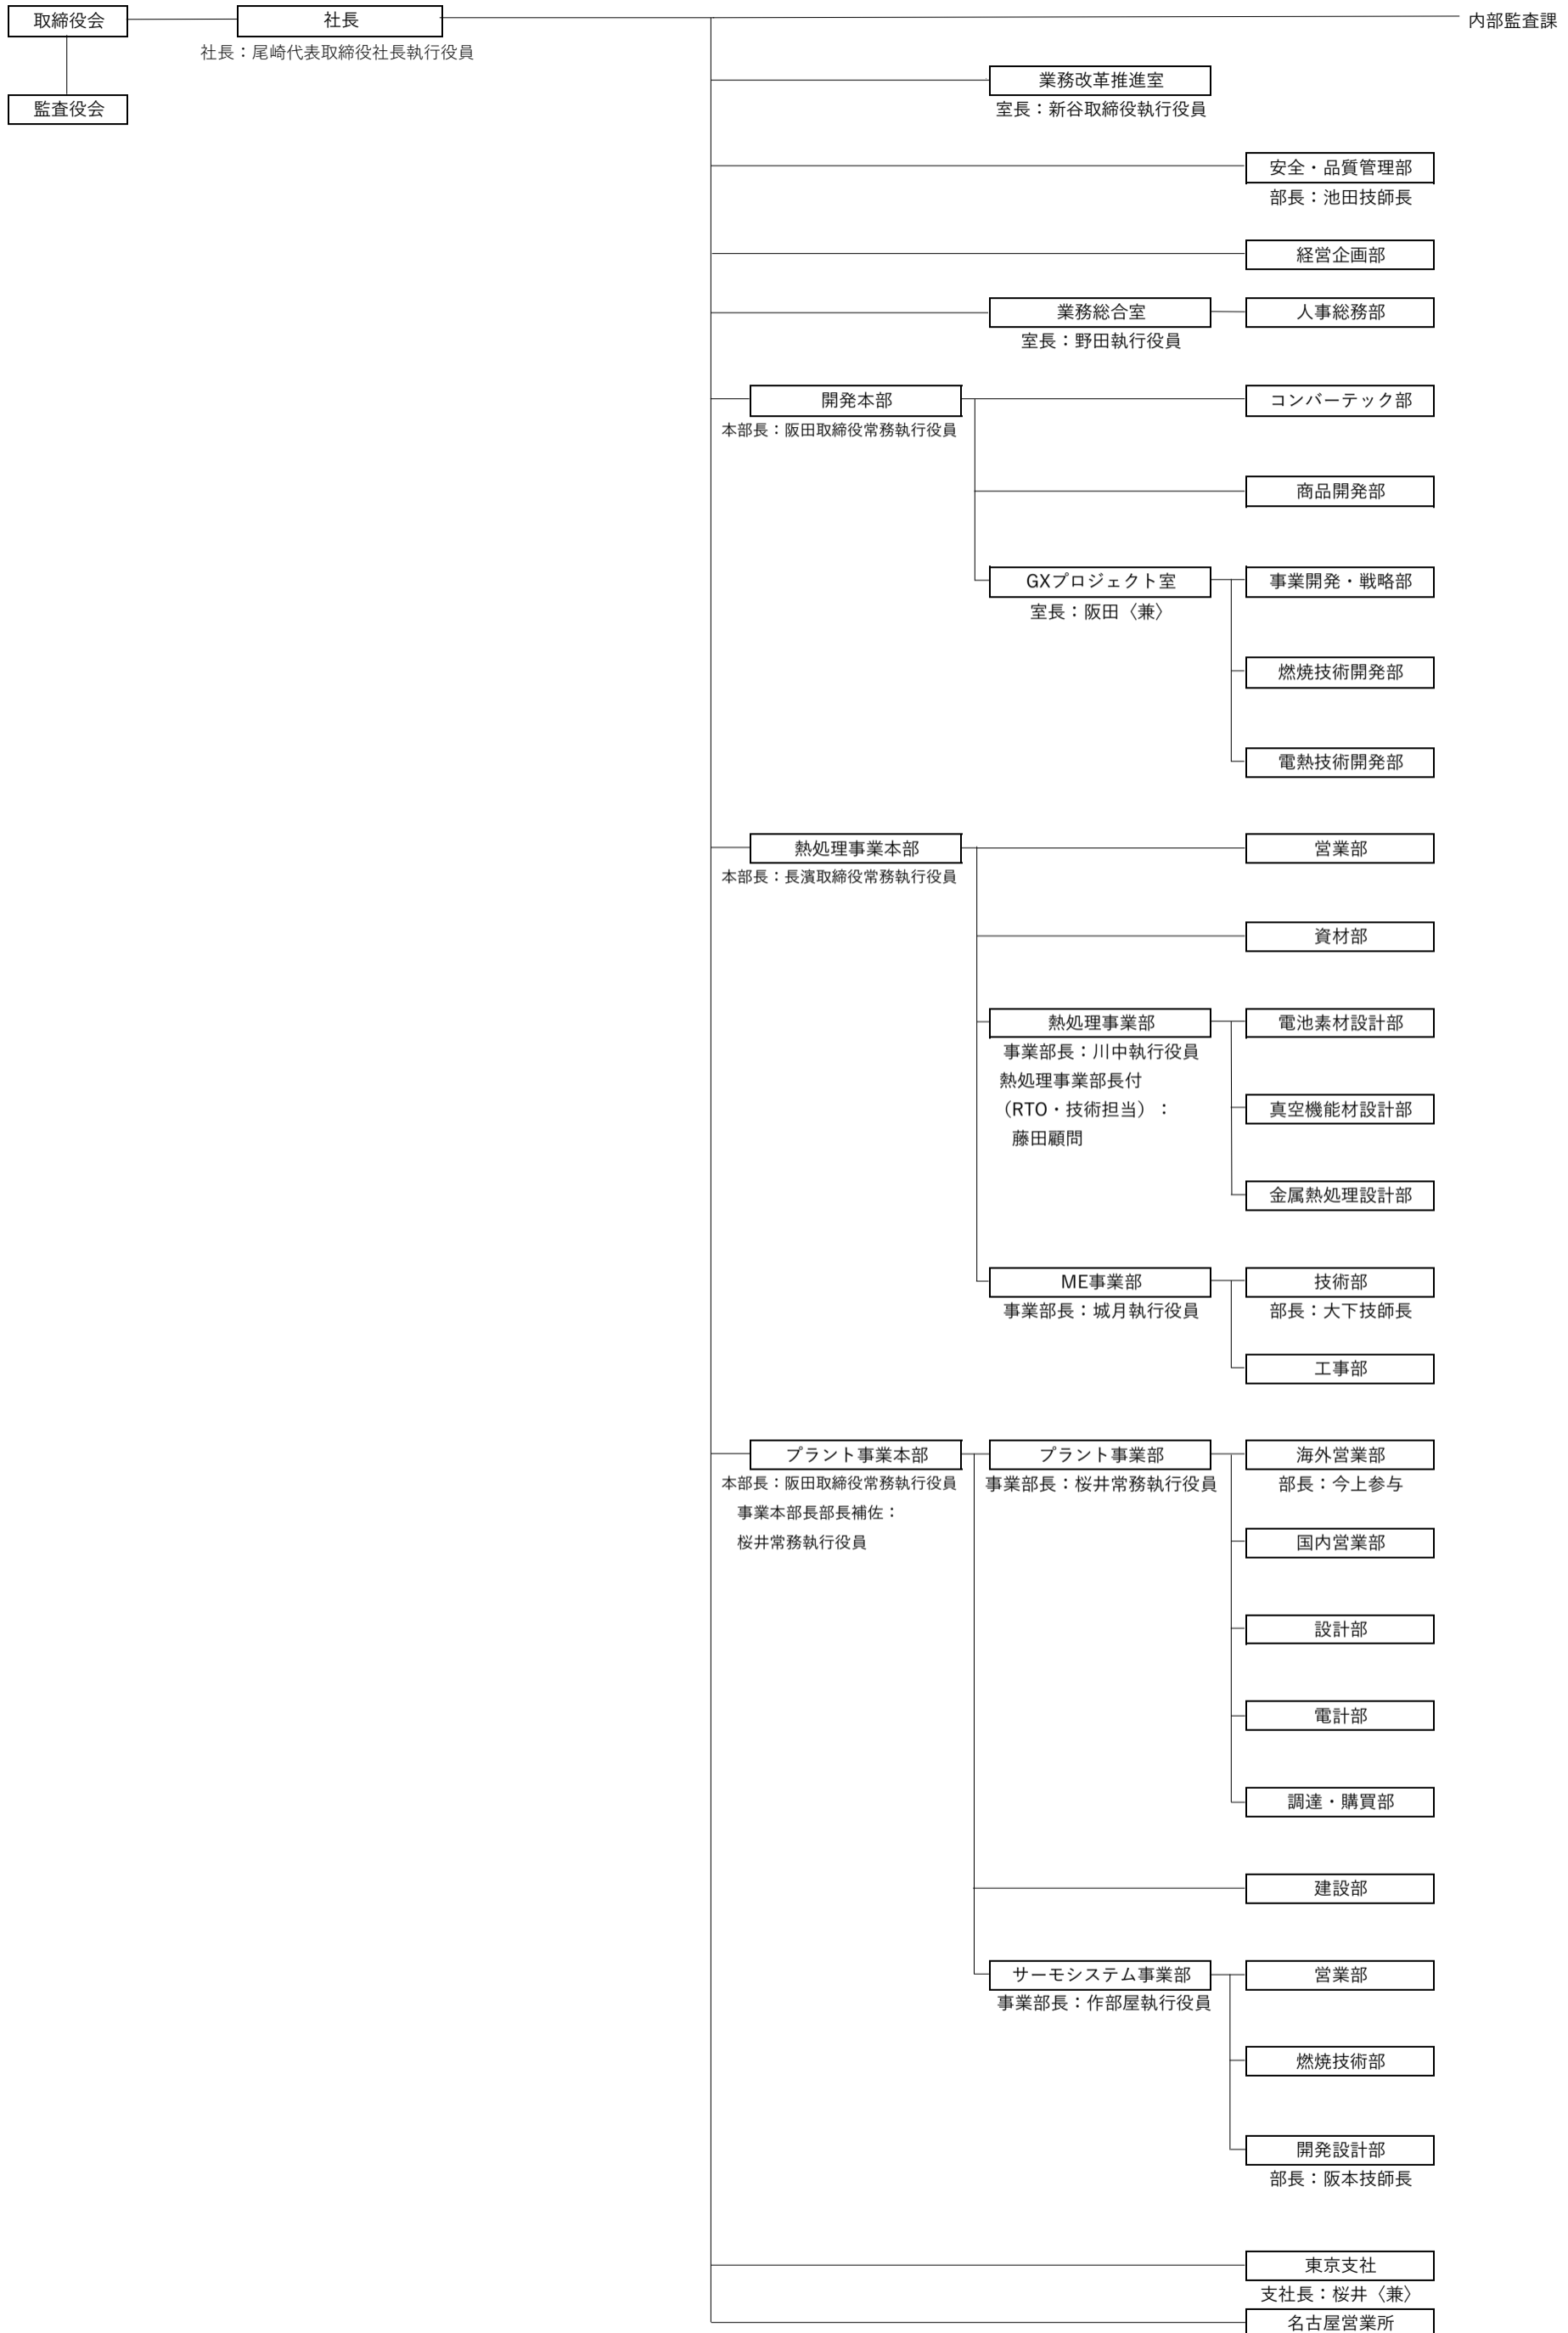 取締役会
社長
内部監査課
社長：尾崎代表取締役社長執行役員
監査役会
業務改革推進室
室長：新谷取締役執行役員
安全・品質管理部
部長：池田技師長
経営企画部
業務総合室
人事総務部
室長：野田執行役員
開発本部
コンバーテック部
本部長：阪田取締役常務執行役員
商品開発部
GXプロジェクト室
事業開発・戦略部
室長：阪田〈兼〉
燃焼技術開発部
電熱技術開発部
熱処理事業本部
営業部
本部長：長濱取締役常務執行役員
資材部
熱処理事業部
電池素材設計部
事業部長：川中執行役員
熱処理事業部長付
（RTO・技術担当）：
藤田顧問
真空機能材設計部
金属熱処理設計部
ME事業部
技術部
事業部長：城月執行役員
部長：大下技師長
工事部
プラント事業本部
プラント事業部
海外営業部
本部長：阪田取締役常務執行役員
事業部長：桜井常務執行役員
部長：今上参与
事業本部長部長補佐：
桜井常務執行役員
国内営業部
設計部
電計部
調達・購買部
建設部
サーモシステム事業部
営業部
事業部長：作部屋執行役員
燃焼技術部
開発設計部
部長：阪本技師長
東京支社
支社長：桜井〈兼〉
名古屋営業所